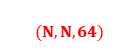 (N, N, 64)